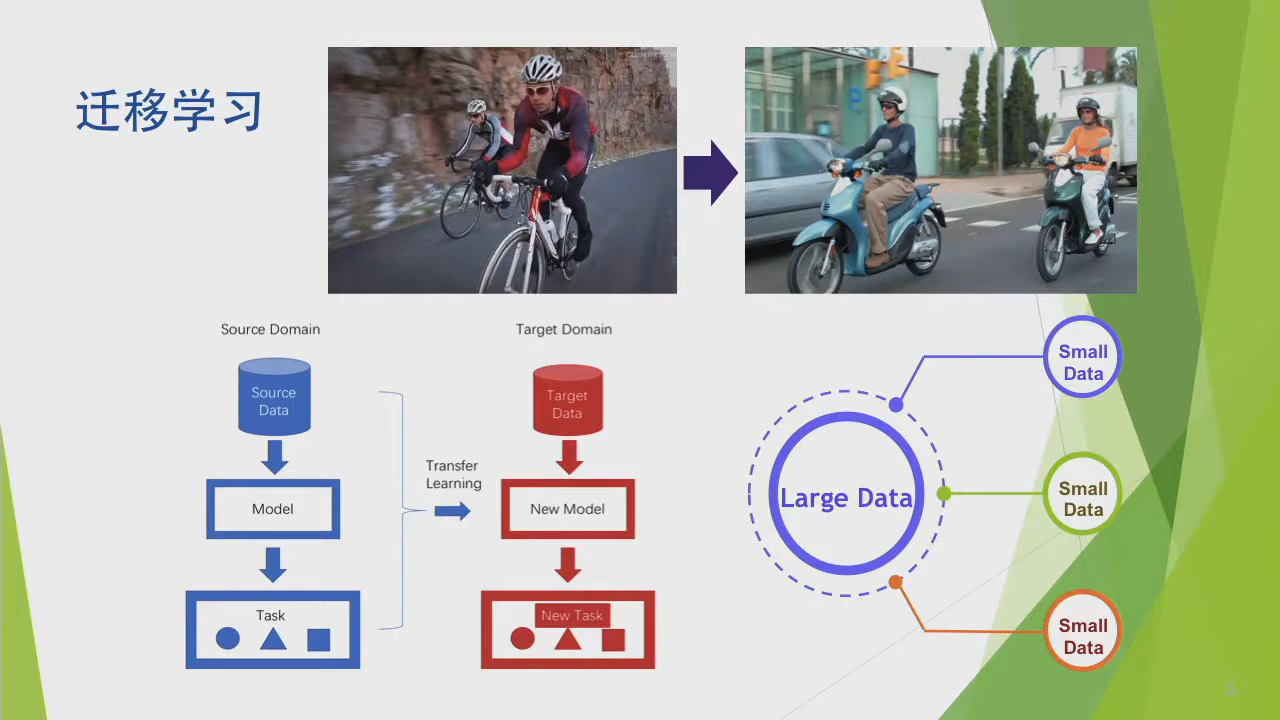 迁移学习
Source Domain
Target Domain
Source
Data
Target
Data
Transfer
Learning
Model
New Model
Task
New Task
Large Data
Small
Data
Small
Data
Small
Data